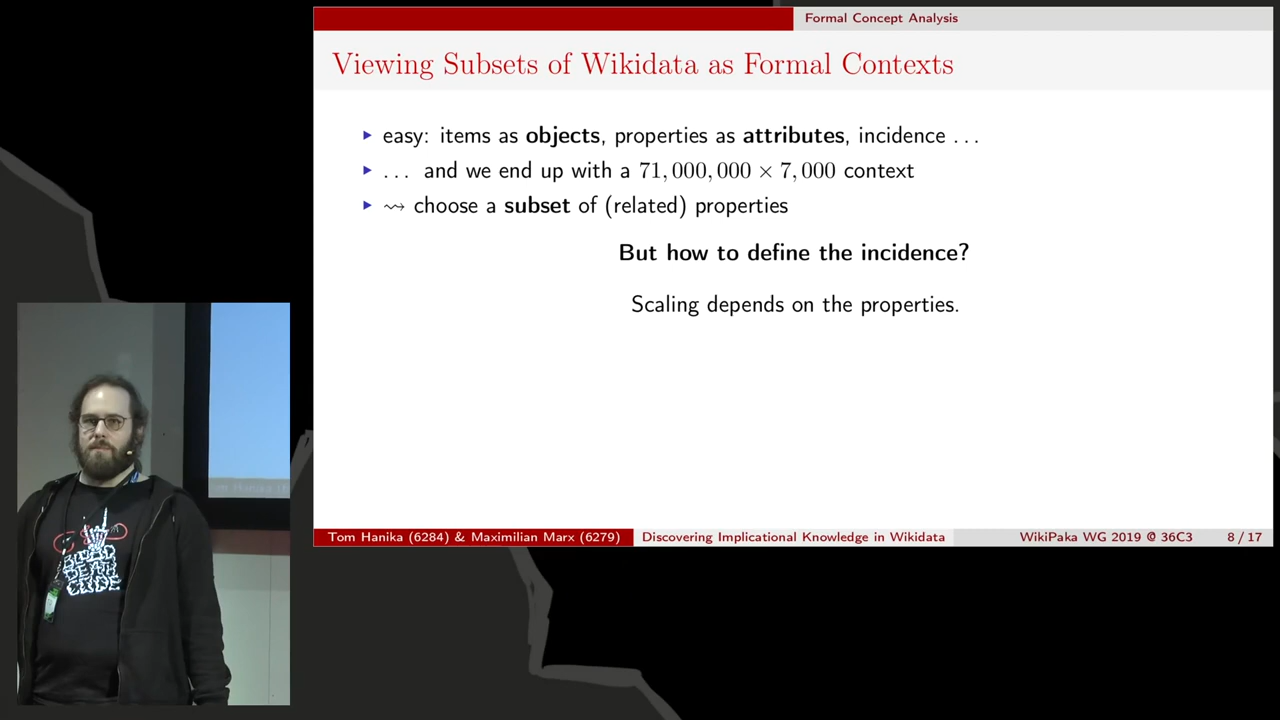 Formal Concept Analysis
Viewing Subsets of Wikidata as Formal Contexts
▸ easy: items as objects, properties as attributes, incidence ...
▸ ... and we end up with a 71,000,000 × 7,000 context
▸ ⇝ choose a subset of (related) properties
But how to define the incidence?
Scaling depends on the properties.
Tom Hanika (6284) & Maximilian Marx (6279) Discovering Implicational Knowledge in Wikidata WikiPaka WG 2019 @ 36C3 8 / 17
DEATH
CODE